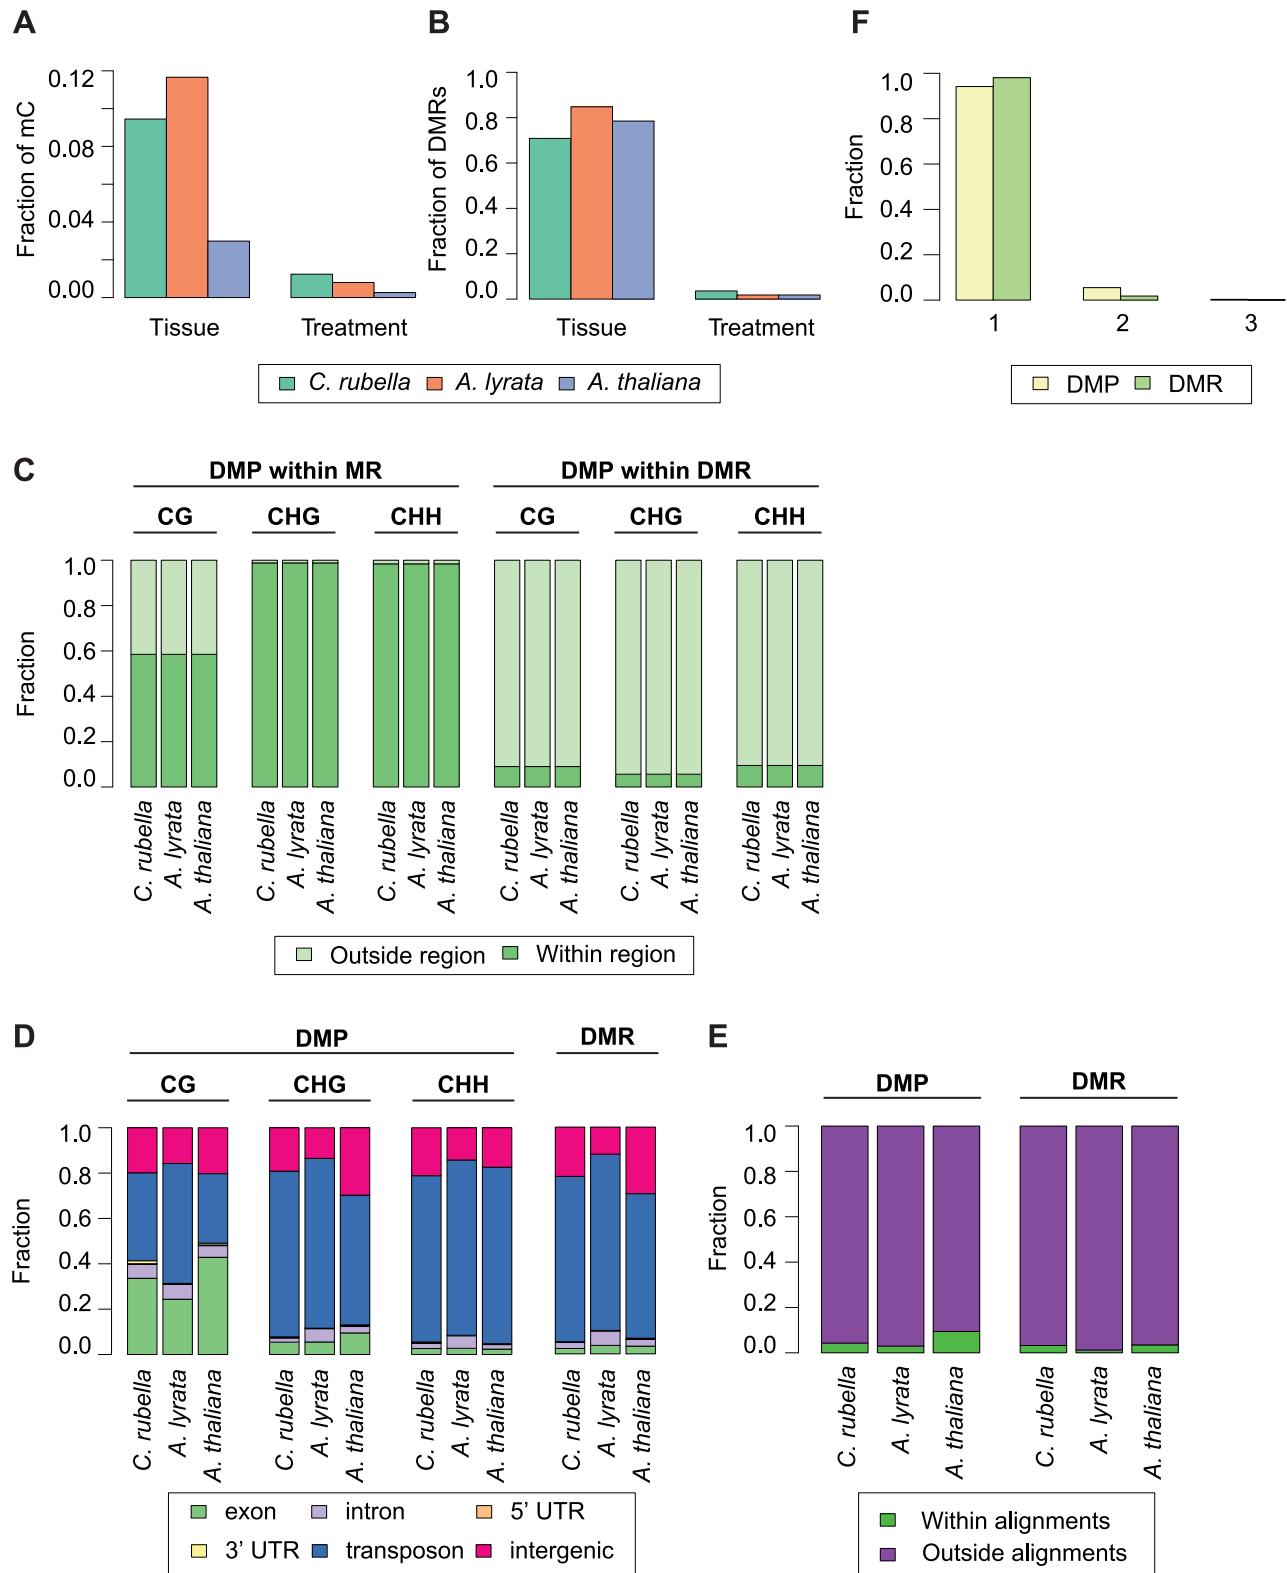 A
Fraction of mC
0.12
0.08
0.04
0.00
Tissue
Treatment
B
Fraction of DMRs
1.0
0.8
0.6
0.4
0.2
0.0
Tissue
Treatment
C. rubella A. lyrata A. thaliana
F
Fraction
1.0
0.8
0.6
0.4
0.2
0.0
1 2 3
DMP DMR
C
DMP within MR
DMP within DMR
CG CHG CHH CG CHG CHH
Fraction
1.0
0.8
0.6
0.4
0.2
0.0
C. rubella
A. lyrata
A. thaliana
C. rubella
A. lyrata
A. thaliana
C. rubella
A. lyrata
A. thaliana
C. rubella
A. lyrata
A. thaliana
C. rubella
A. lyrata
A. thaliana
C. rubella
A. lyrata
A. thaliana
Outside region Within region
D
DMP
DMR
CG CHG CHH
Fraction
1.0
0.8
0.6
0.4
0.2
0.0
C. rubella
A. lyrata
A. thaliana
C. rubella
A. lyrata
A. thaliana
C. rubella
A. lyrata
A. thaliana
C. rubella
A. lyrata
A. thaliana
exon intron 5’ UTR
3’ UTR transposon intergenic
E
DMP
DMR
Fraction
1.0
0.8
0.6
0.4
0.2
0.0
C. rubella
A. lyrata
A. thaliana
C. rubella
A. lyrata
A. thaliana
Within alignments
Outside alignments